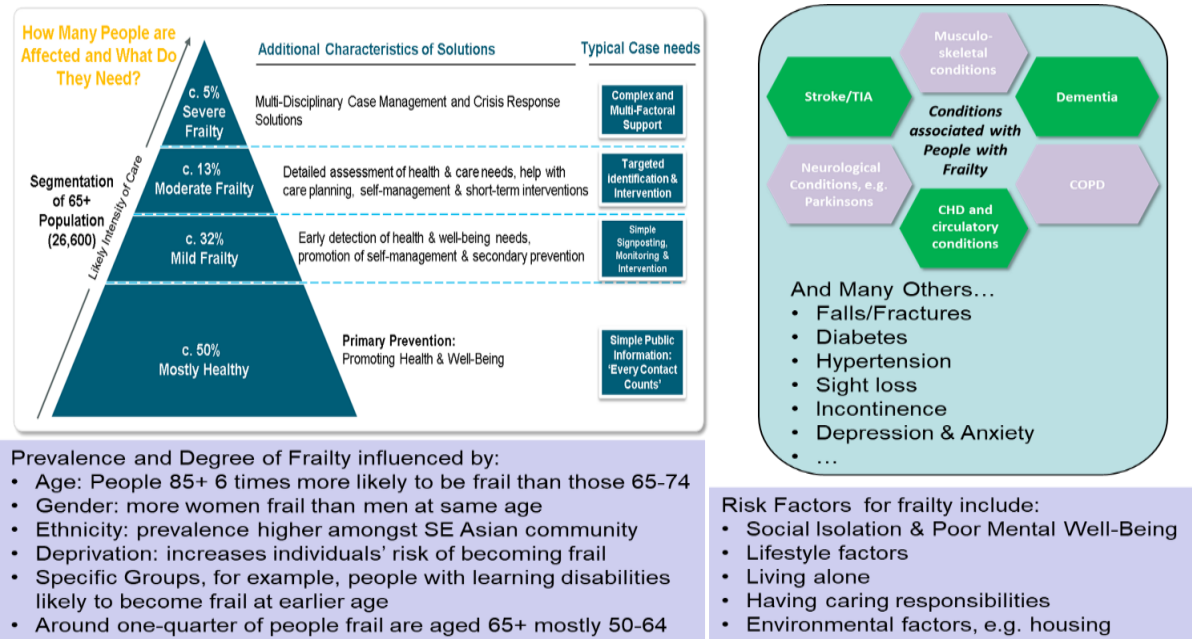 How Many People are
Affected and What Do
They Need?
Additional Characteristics of Solutions
Typical Case needs
Segmentation
of 65+
Population
(26,600)
Likely Intensity of Care
c. 5%
Severe
Frailty
Multi-Disciplinary Case Management and Crisis Response
Solutions
Complex and
Multi-Factoral
Support
c. 13%
Moderate Frailty
Detailed assessment of health & care needs, help with
care planning, self-management & short-term interventions
Targeted
identification &
Intervention
c. 32%
Mild Frailty
Early detection of health & well-being needs,
promotion of self-management & secondary prevention
Simple
Signposting,
Monitoring &
Intervention
c. 50%
Mostly Healthy
Primary Prevention:
Promoting Health & Well-Being
Simple Public
Information:
‘Every Contact
Counts’
Prevalence and Degree of Frailty influenced by:
• Age: People 85+ 6 times more likely to be frail than those 65-74
• Gender: more women frail than men at same age
• Ethnicity: prevalence higher amongst SE Asian community
• Deprivation: increases individuals’ risk of becoming frail
• Specific Groups, for example, people with learning disabilities
likely to become frail at earlier age
• Around one-quarter of people frail are aged 65+ mostly 50-64
Musculo-
skeletal
conditions
Stroke/TIA
Dementia
Conditions
associated with
People with
Frailty
Neurological
Conditions, e.g.
Parkinsons
COPD
CHD and
circulatory
conditions
And Many Others…
• Falls/Fractures
• Diabetes
• Hypertension
• Sight loss
• Incontinence
• Depression & Anxiety
• …
Risk Factors for frailty include:
• Social Isolation & Poor Mental Well-Being
• Lifestyle factors
• Living alone
• Having caring responsibilities
• Environmental factors, e.g. housing